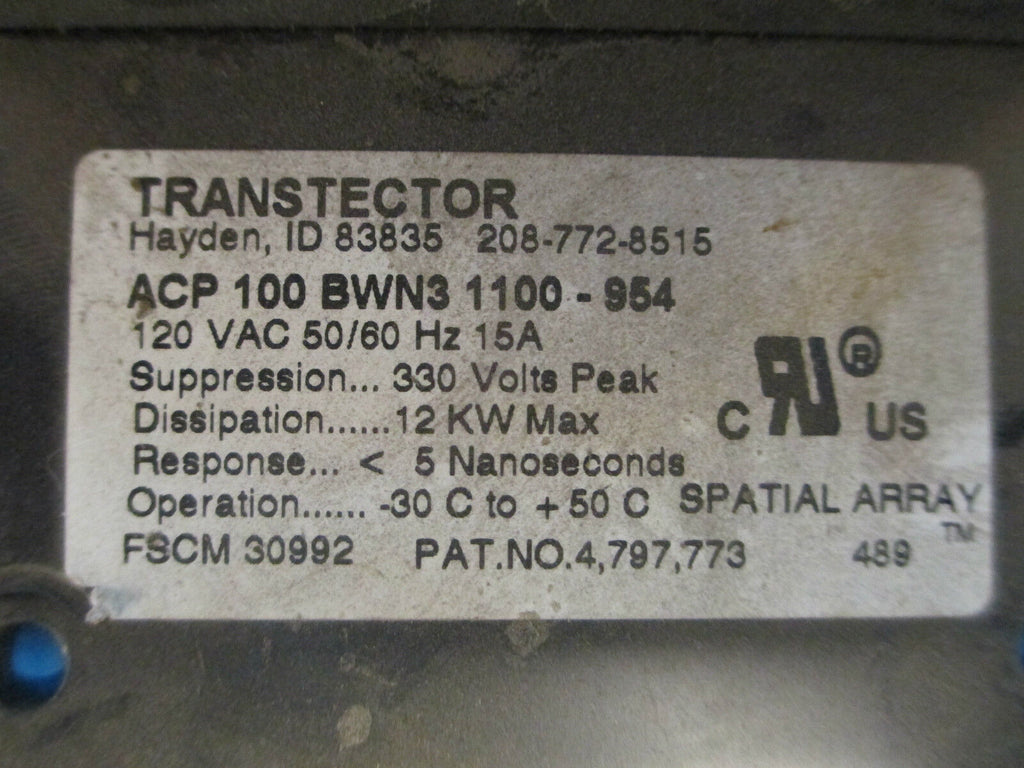 TRANSTECTOR
Hayden, ID 83835 208-772-8515
ACP 100 BWN3 1100 - 954
120 VAC 50/60 Hz 15A
Suppression... 330 Volts Peak
Dissipation......12 KW Max
Response... < 5 Nanoseconds
Operation...... -30 C to + 50 C
C RU ® US
SPATIAL ARRAY TM
FSCM 30992 PAT.NO.4,797,773 489